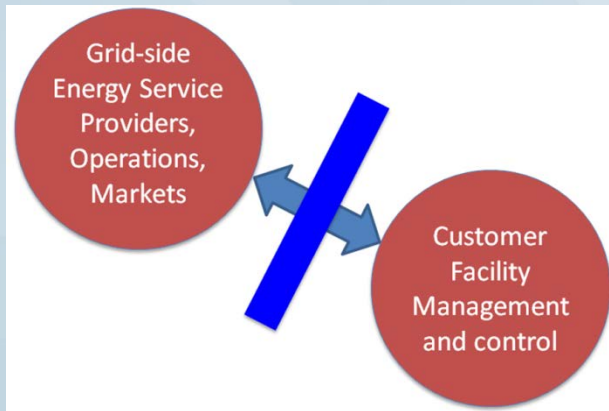 Grid-side
Energy Service
Providers,
Operations,
Markets
Customer
Facility
Management
and control